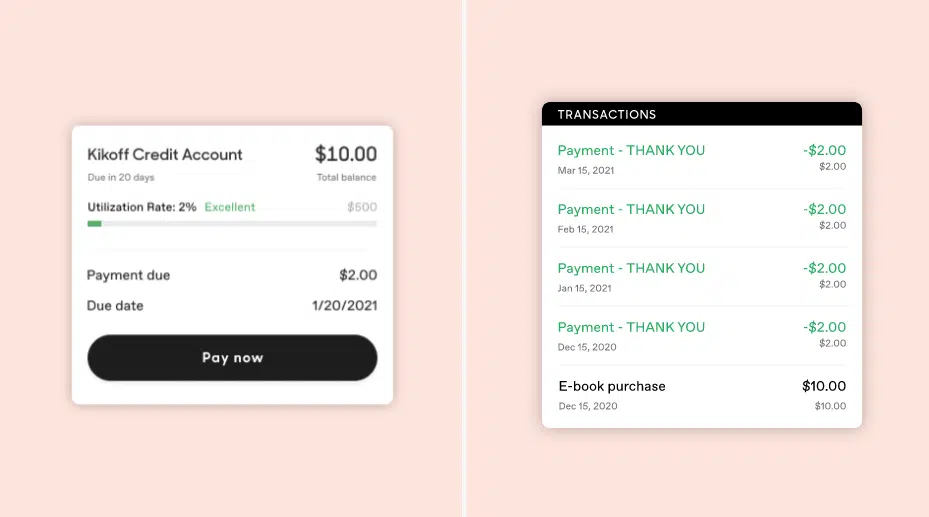 Kikoff Credit Account $10.00
Due in 20 days Total balance
Utilization Rate: 2% Excellent $500
Payment due $2.00
Due date 1/20/2021
Pay now
TRANSACTIONS
Payment - THANK YOU -$2.00
Mar 15, 2021 $2.00
Payment - THANK YOU -$2.00
Feb 15, 2021 $2.00
Payment - THANK YOU -$2.00
Jan 15, 2021 $2.00
Payment - THANK YOU -$2.00
Dec 15, 2020 $2.00
E-book purchase $10.00
Dec 15, 2020 $10.00